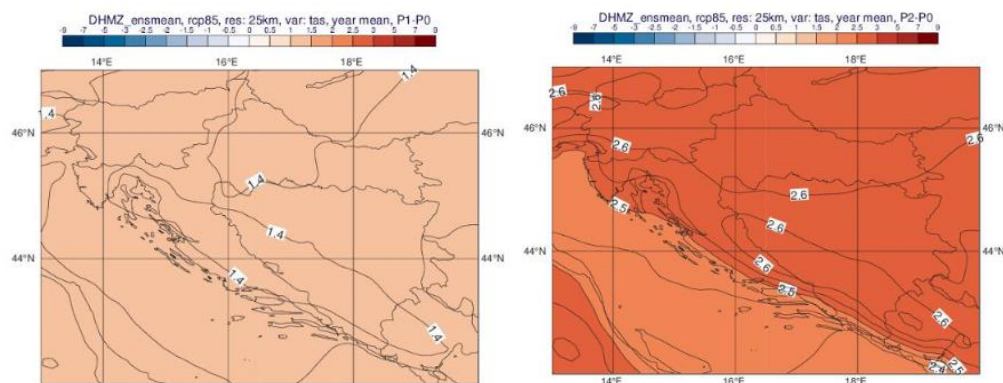 DHMZ_ensmean, rcp85, res: 25km, var: tas, year mean, P1-P0
-9 -7 -5 -3 -2.5 -2 -1.5 -1 -0.5 0 0.5 1 1.5 2 2.5 3 5 7 9
14°E 16°E 18°E
1.4
1.4
46°N 46°N
1.4
1.4
44°N 44°N
1.4
1.4
14°E 16°E 18°E
DHMZ_ensmean, rcp85, res: 25km, var: tas, year mean, P2-P0
-9 -7 -5 -3 -2.5 -2 -1.5 -1 -0.5 0 0.5 1 1.5 2 2.5 3 5 7 9
14°E 16°E 18°E
2.6 2.6
46°N 46°N
2.6 2.6
2.6
2.5
44°N 44°N
2.6
2.6
2.5
2.6
2.5
2.4
14°E 16°E 18°E